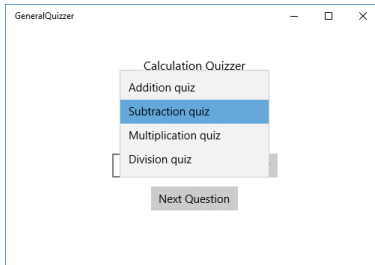 GeneralQuizzer
Calculation Quizzer
Addition quiz
Subtraction quiz
Multiplication quiz
Division quiz
Next Question